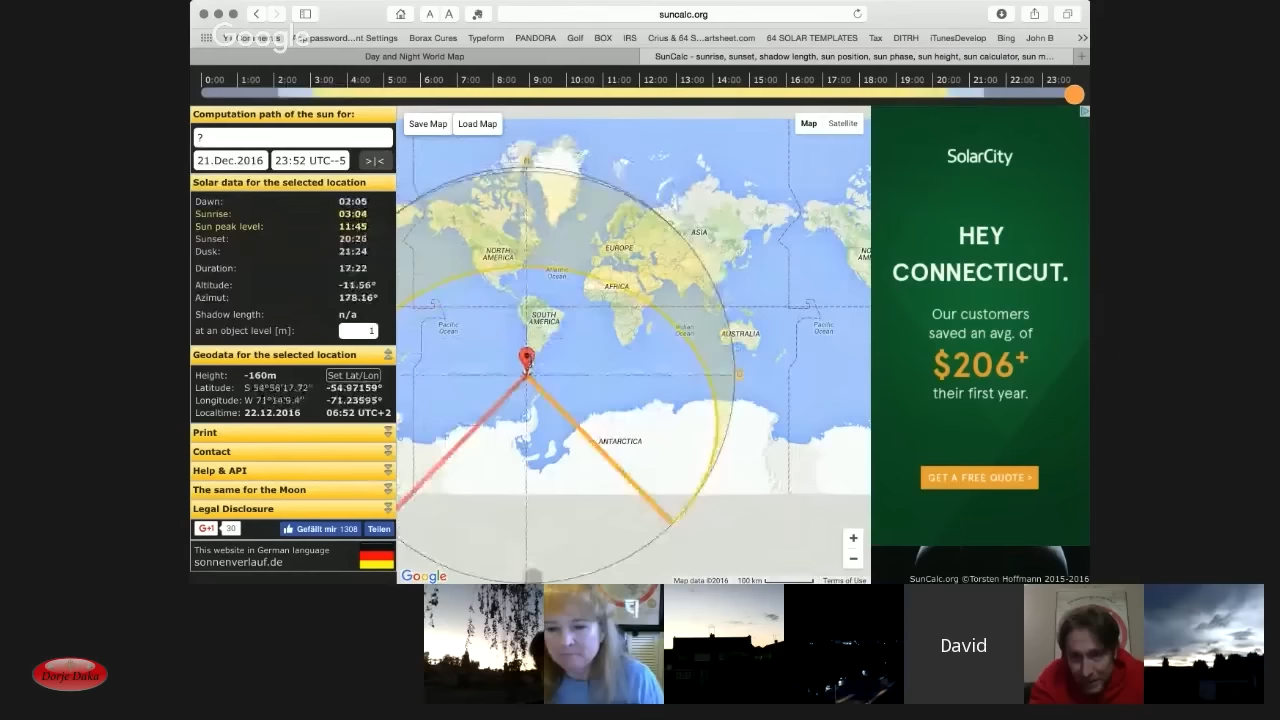 suncalc.org
Google
Borax Cures Typeform PANDORA Golf BOX IRS Crius & 64 S...artsheet.com 64 SOLAR TEMPLATES Tax DITRH iTunesDevelop Bing John B >>
Day and Night World Map
SunCalc - sunrise, sunset, shadow length, sun position, sun phase, sun height, sun calculator, sun m...
0:00 1:00 2:00 3:00 4:00 5:00 6:00 7:00 8:00 9:00 10:00 11:00 12:00 13:00 14:00 15:00 16:00 17:00 18:00 19:00 20:00 21:00 22:00 23:00
Computation path of the sun for:
?
21.Dec.2016 23:52 UTC--5 >|<
Solar data for the selected location
Dawn: 02:05
Sunrise: 03:04
Sun peak level: 11:45
Sunset: 20:26
Dusk: 21:24
Duration: 17:22
Altitude: -11.56°
Azimut: 178.16°
Shadow length: n/a
at an object level [m]: 1
Geodata for the selected location
Height: -160m Set Lat/Lon
Latitude: -54.97159°
Longitude: -71.23595°
Localtime: 22.12.2016 06:52 UTC+2
Print
Contact
Help & API
The same for the Moon
Legal Disclosure
G+1 30 Gefällt mir 1308 Teilen
This website in German language
sonnenverlauf.de
Save Map Load Map
Map Satellite
NORTH AMERICA
EUROPE
ASIA
Atlantic Ocean
AFRICA
SOUTH AMERICA
Pacific Ocean
AUSTRALIA
Pacific Ocean
ANTARCTICA
+
−
Google
Map data ©2016 100 km Terms of Use
SolarCity
HEY
CONNECTICUT.
Our customers
saved an avg. of
$206+
their first year.
GET A FREE QUOTE >
SunCalc.org ©Torsten Hoffmann 2015-2016
David
Dorje Daka